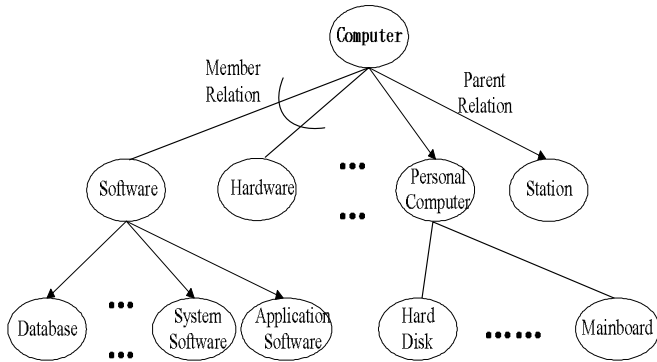 Computer
Member
Relation
Parent
Relation
Software
Hardware
...
...
Personal
Computer
Station
Database
...
...
System
Software
Application
Software
Hard
Disk
......
Mainboard